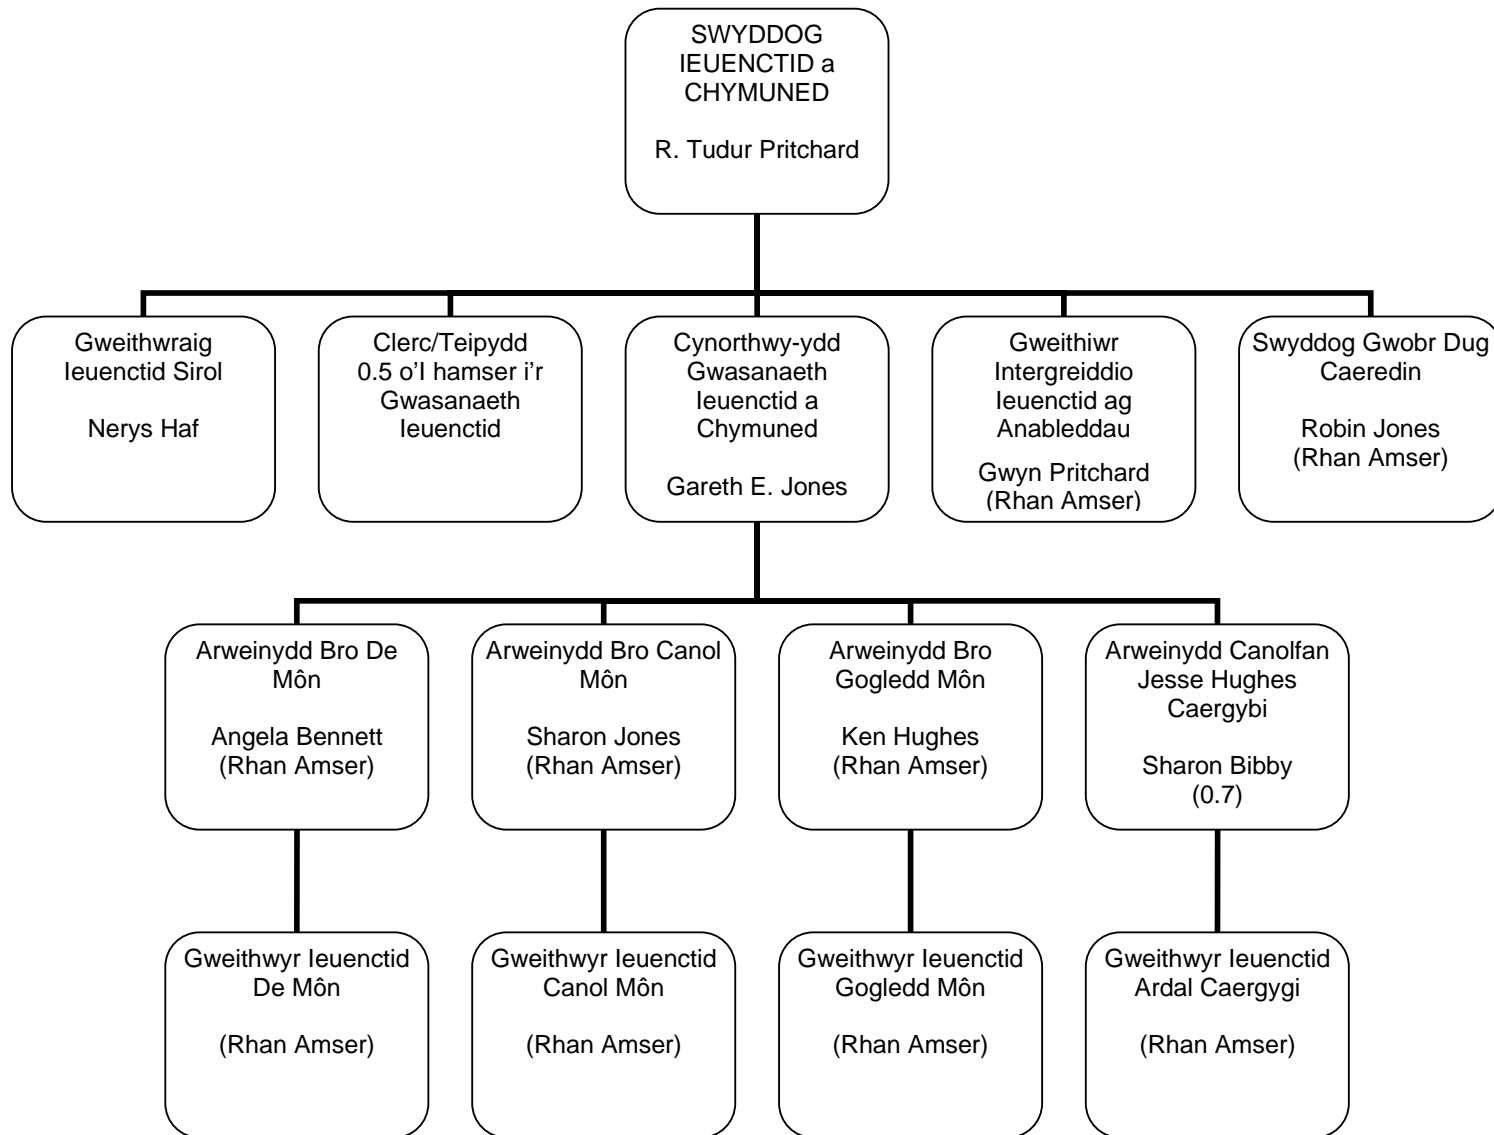 SWYDDOG
IEUENCTID a
CHYMUNED
R. Tudur Pritchard
Gweithwraig
Ieuenctid Sirol
Nerys Haf
Clerc/Teipydd
0.5 o'I hamser i'r
Gwasanaeth
Ieuenctid
Cynorthwy-ydd
Gwasanaeth
Ieuenctid a
Chymuned
Gareth E. Jones
Gweithiwr
Intergreiddio
Ieuenctid ag
Anableddau
Gwyn Pritchard
(Rhan Amser)
Swyddog Gwobr Dug
Caeredin
Robin Jones
(Rhan Amser)
Arweinydd Bro De
Môn
Angela Bennett
(Rhan Amser)
Arweinydd Bro Canol
Môn
Sharon Jones
(Rhan Amser)
Arweinydd Bro
Gogledd Môn
Ken Hughes
(Rhan Amser)
Arweinydd Canolfan
Jesse Hughes
Caergybi
Sharon Bibby
(0.7)
Gweithwyr Ieuenctid
De Môn
(Rhan Amser)
Gweithwyr Ieuenctid
Canol Môn
(Rhan Amser)
Gweithwyr Ieuenctid
Gogledd Môn
(Rhan Amser)
Gweithwyr Ieuenctid
Ardal Caergygi
(Rhan Amser)